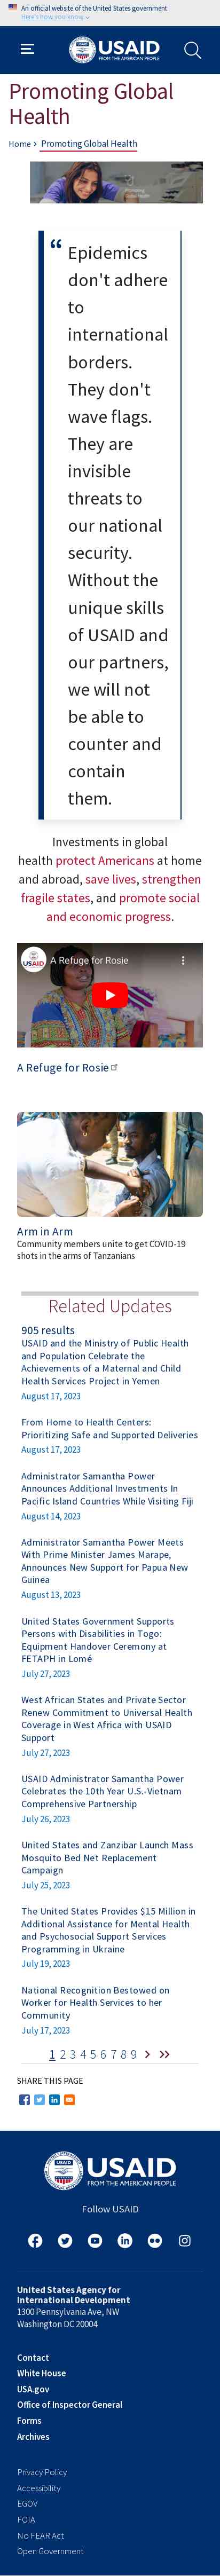 An official website of the United States government
Here's how you know
USAID
FROM THE AMERICAN PEOPLE
Promoting Global
Health
Home › Promoting Global Health
“ Epidemics
don't adhere
to
international
borders.
They don't
wave flags.
They are
invisible
threats to
our national
security.
Without the
unique skills
of USAID and
our partners,
we will not
be able to
counter and
contain
them.
Investments in global
health protect Americans at home
and abroad, save lives, strengthen
fragile states, and promote social
and economic progress.
USAID
A Refuge for Rosie
A Refuge for Rosie
Arm in Arm
Community members unite to get COVID-19
shots in the arms of Tanzanians
Related Updates
905 results
USAID and the Ministry of Public Health
and Population Celebrate the
Achievements of a Maternal and Child
Health Services Project in Yemen
August 17, 2023
From Home to Health Centers:
Prioritizing Safe and Supported Deliveries
August 17, 2023
Administrator Samantha Power
Announces Additional Investments In
Pacific Island Countries While Visiting Fiji
August 14, 2023
Administrator Samantha Power Meets
With Prime Minister James Marape,
Announces New Support for Papua New
Guinea
August 13, 2023
United States Government Supports
Persons with Disabilities in Togo:
Equipment Handover Ceremony at
FETAPH in Lomé
July 27, 2023
West African States and Private Sector
Renew Commitment to Universal Health
Coverage in West Africa with USAID
Support
July 27, 2023
USAID Administrator Samantha Power
Celebrates the 10th Year U.S.-Vietnam
Comprehensive Partnership
July 26, 2023
United States and Zanzibar Launch Mass
Mosquito Bed Net Replacement
Campaign
July 25, 2023
The United States Provides $15 Million in
Additional Assistance for Mental Health
and Psychosocial Support Services
Programming in Ukraine
July 19, 2023
National Recognition Bestowed on
Worker for Health Services to her
Community
July 17, 2023
1 2 3 4 5 6 7 8 9 › »
SHARE THIS PAGE
USAID
FROM THE AMERICAN PEOPLE
Follow USAID
United States Agency for
International Development
1300 Pennsylvania Ave, NW
Washington DC 20004
Contact
White House
USA.gov
Office of Inspector General
Forms
Archives
Privacy Policy
Accessibility
EGOV
FOIA
No FEAR Act
Open Government